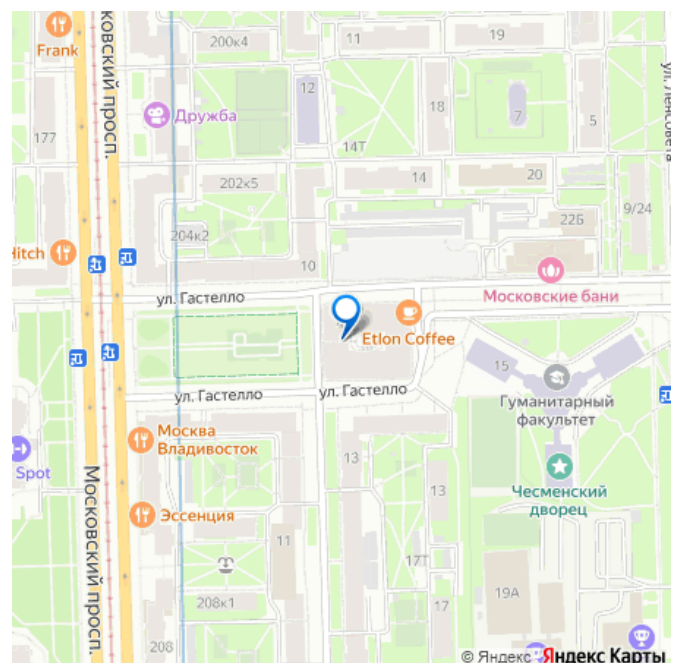 Frank
ковский просп.
200к4
11
19
177
Дружба
12
18
7
5
ул. Ленсовета
14Т
202к5
14
20
22Б
9/24
204к2
Hitch
10
ул. Гастелло
Московские бани
Etlon Coffee
15
Гуманитарный
факультет
ул. Гастелло
ул. Гастелло
Москва
Владивосток
Spot
13
13
Чесменский
дворец
Московский просп.
Эссенция
11
17Т
19А
208к1
17
208
© Яндекс Яндекс Карты